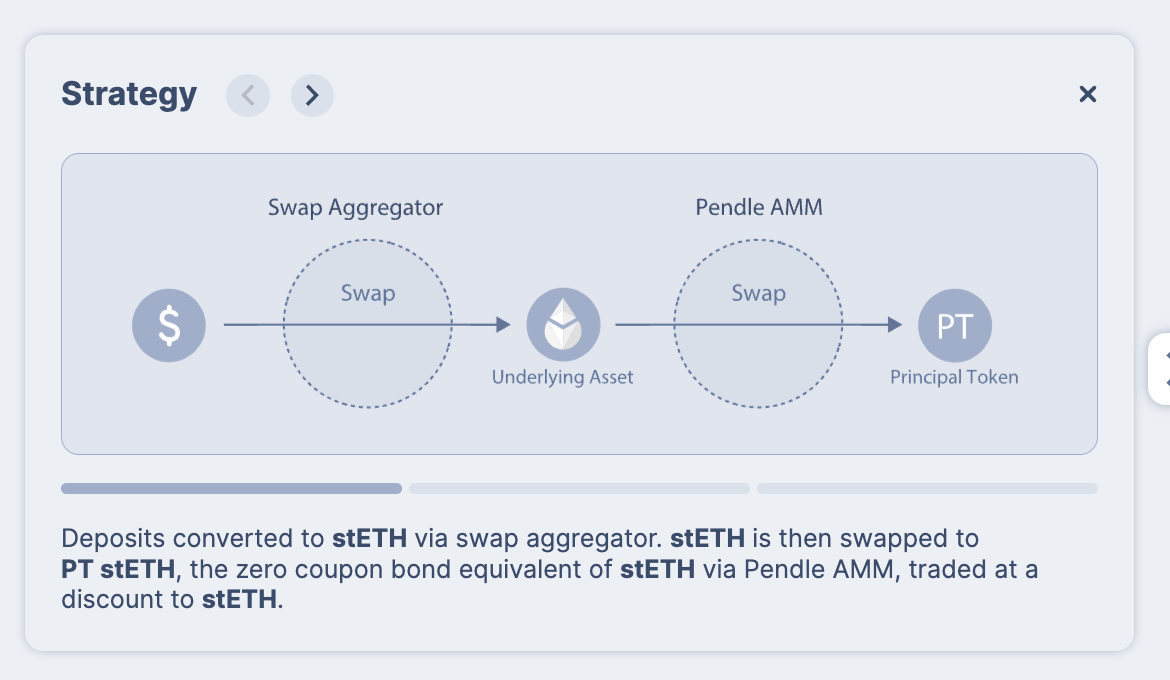 Strategy
Swap Aggregator
Pendle AMM
Swap
Swap
$
PT
Underlying Asset
Principal Token
Deposits converted to stETH via swap aggregator. stETH is then swapped to
PT stETH, the zero coupon bond equivalent of stETH via Pendle AMM, traded at a
discount to stETH.